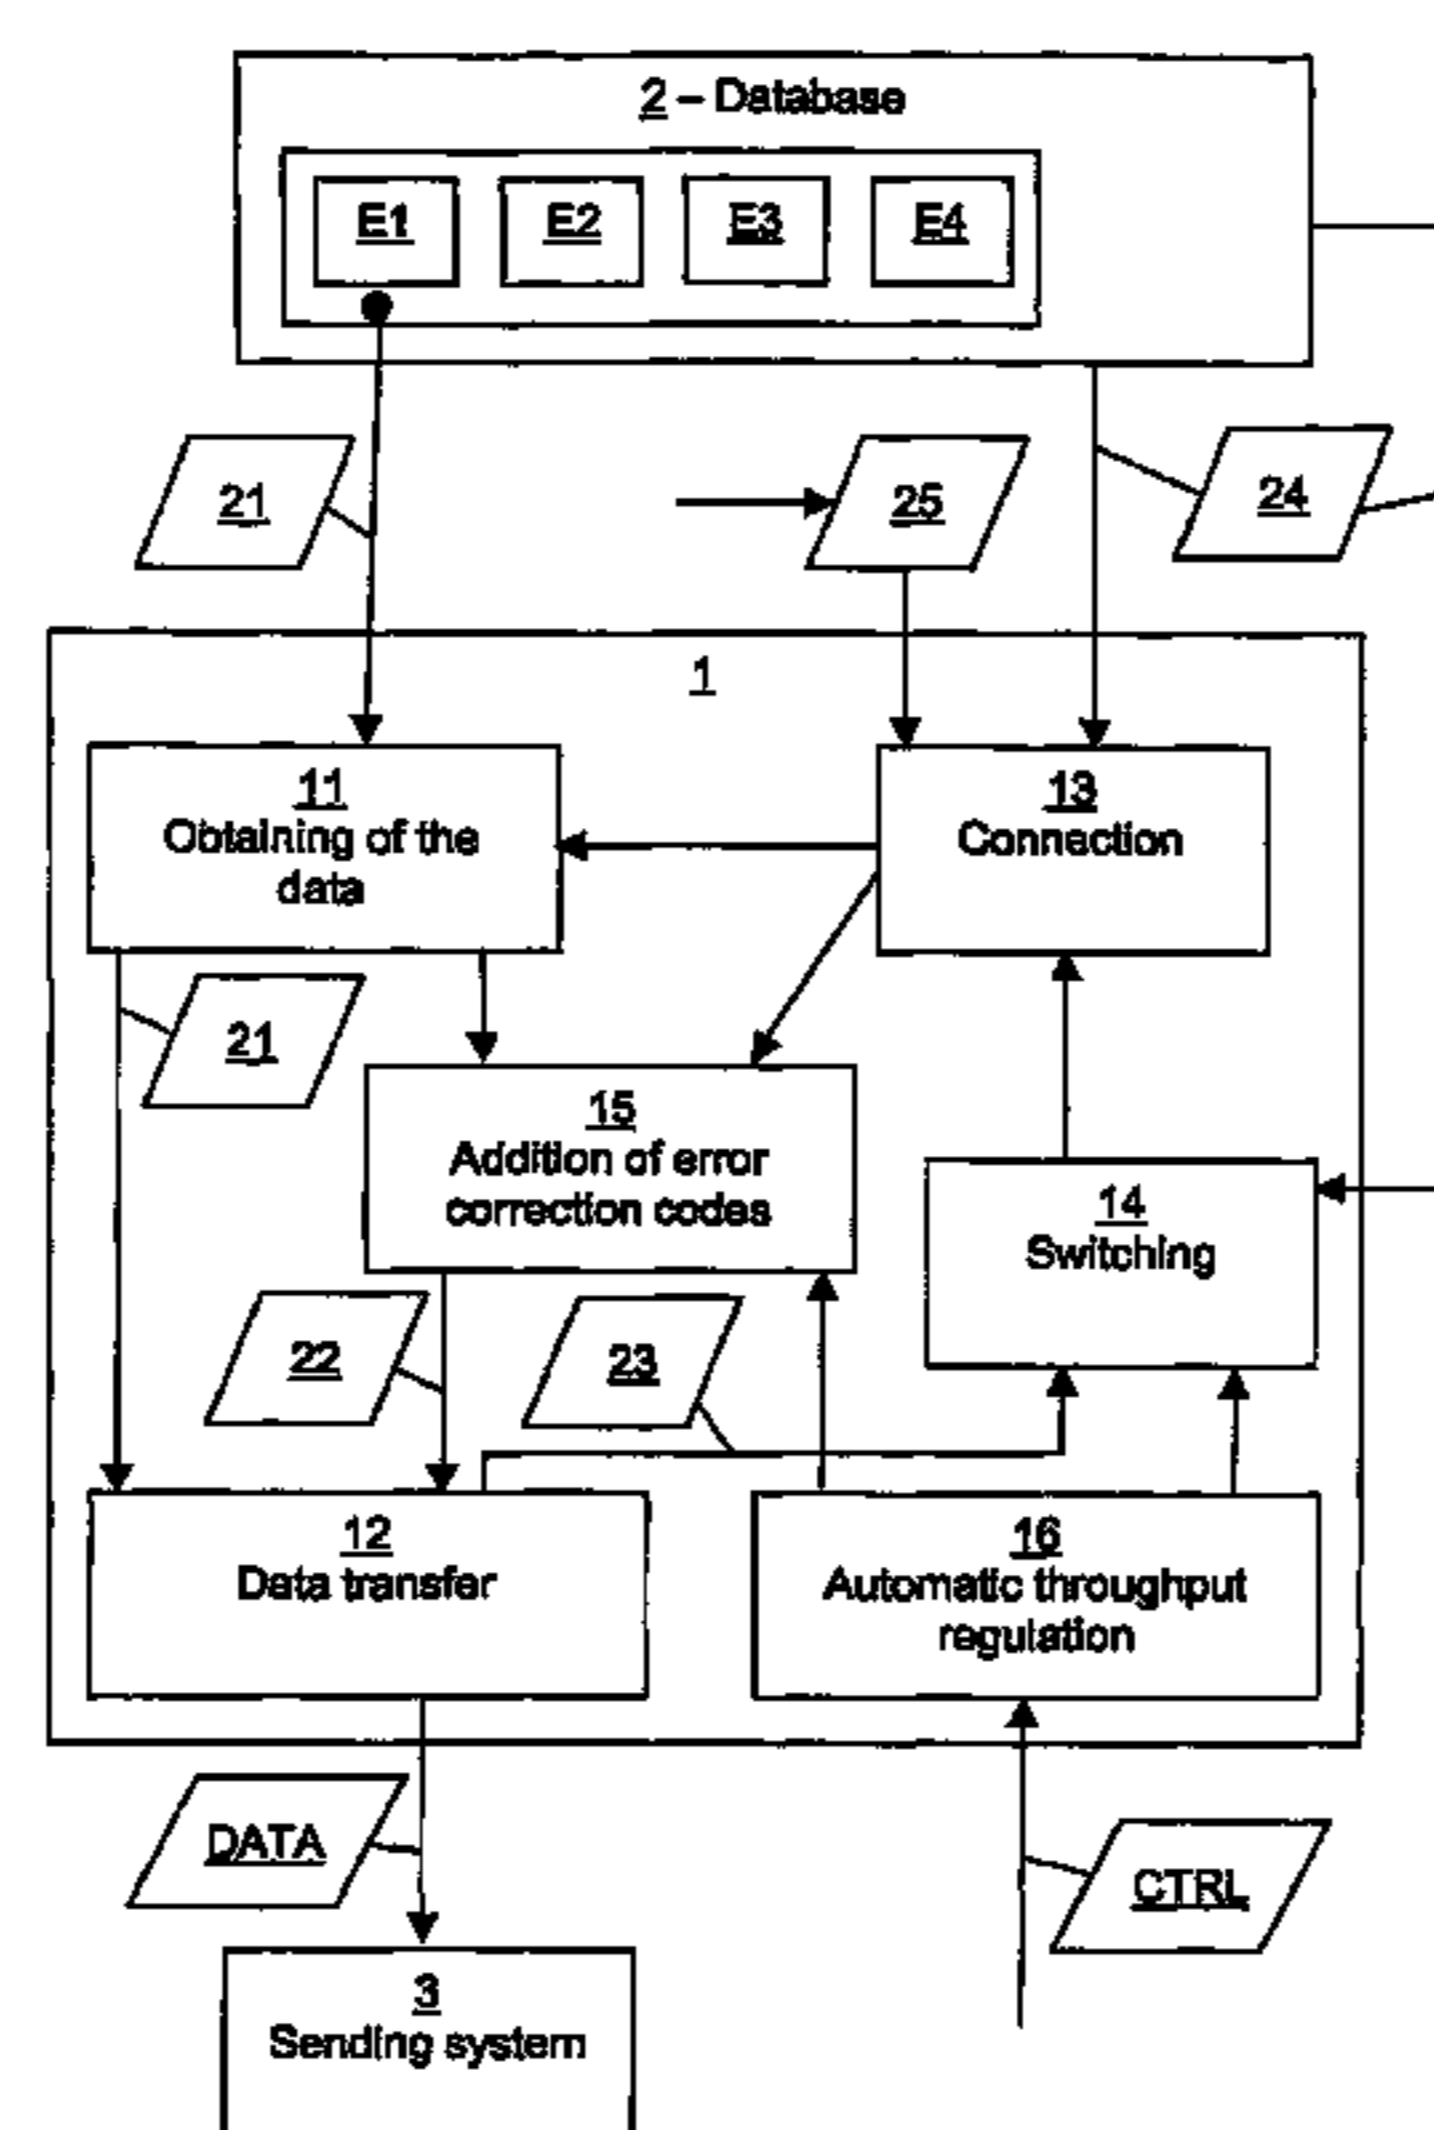 2 – Database
E1 E2 E3 E4
21
25
24
1
11
Obtaining of the
data
13
Connection
21
15
Addition of error
correction codes
14
Switching
22
23
12
Data transfer
16
Automatic throughput
regulation
DATA
CTRL
3
Sending system